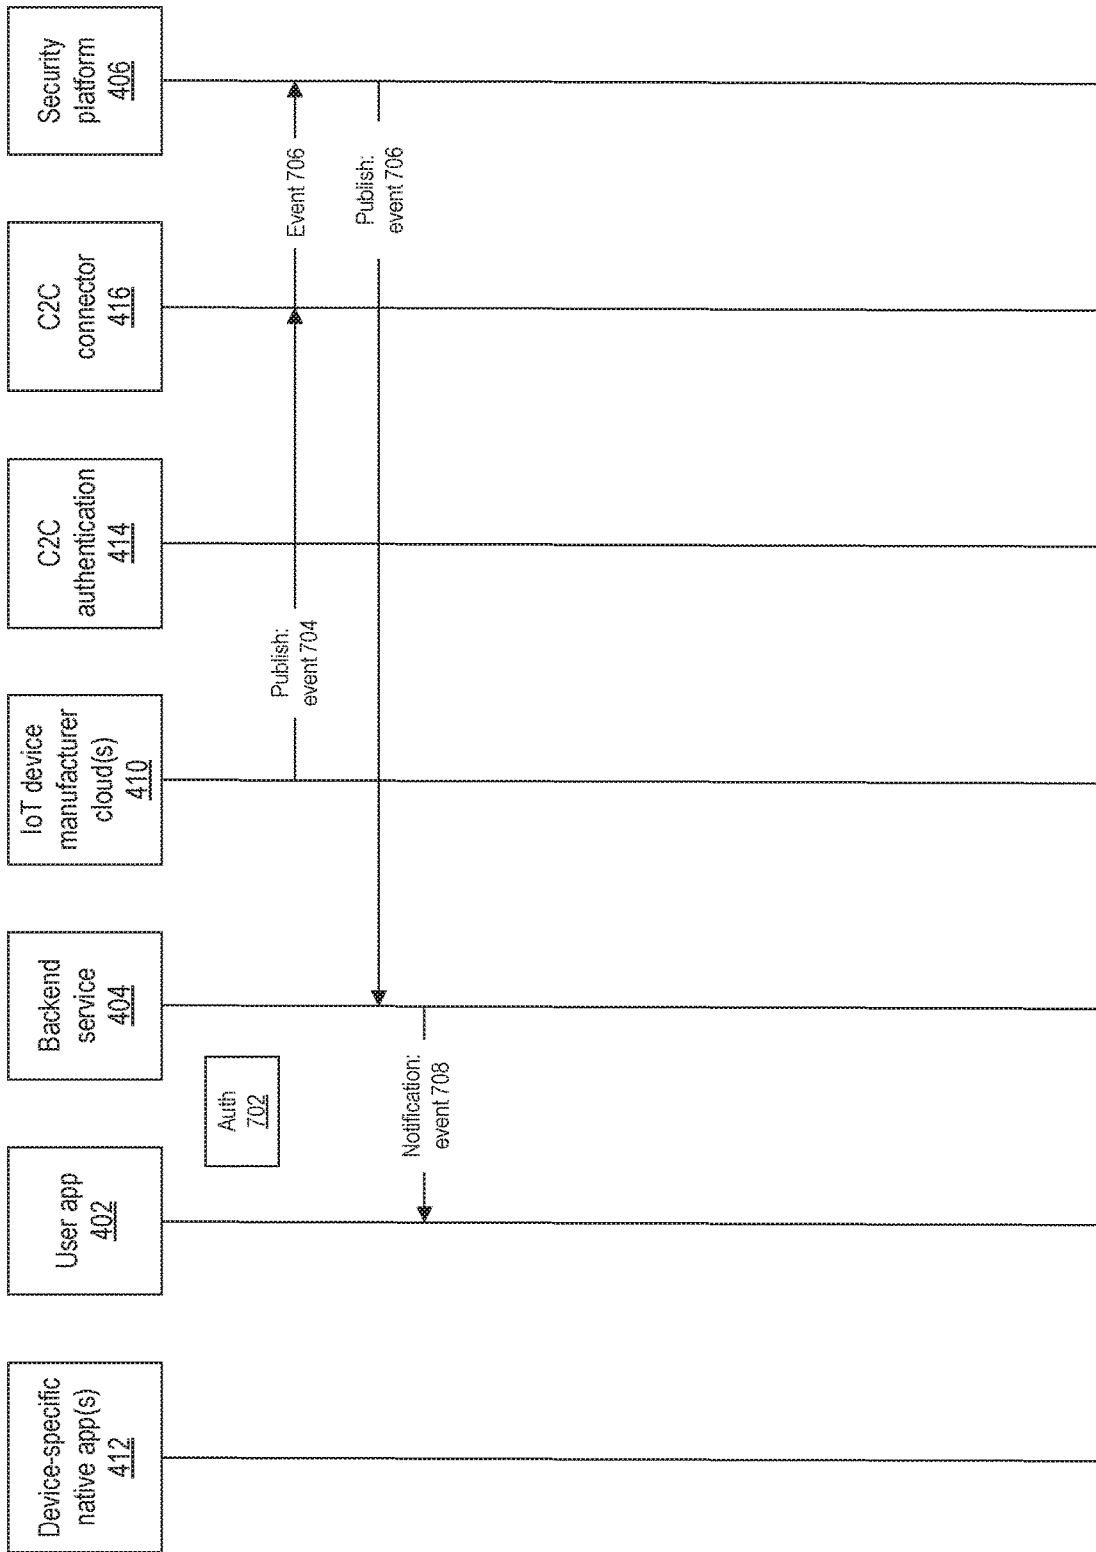 Device-specific
native app(s)
412
User app
402
Backend
service
404
IoT device
manufacturer
cloud(s)
410
C2C
authentication
414
C2C
connector
416
Security
platform
406
Auth
702
Publish:
event 704
Event 706
Publish:
event 706
Notification:
event 708